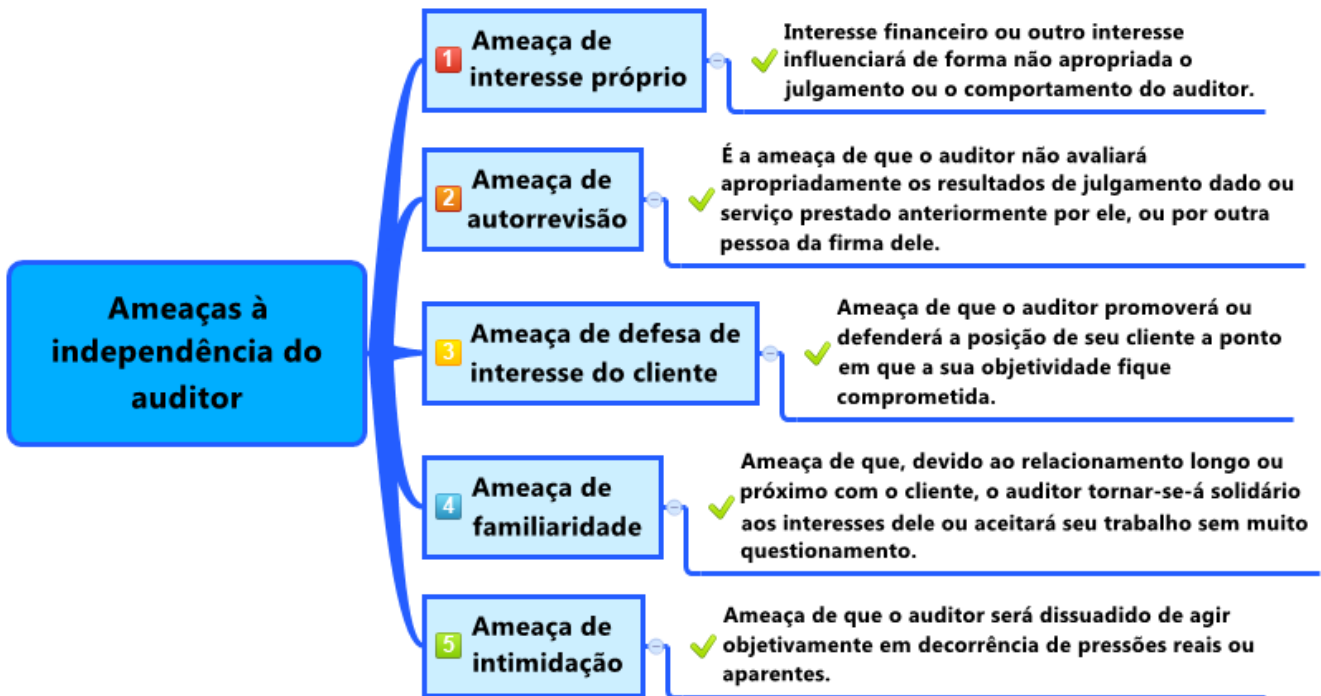 Ameaças à
independência do
auditor
1
Ameaça de
interesse próprio
Interesse financeiro ou outro interesse
influenciará de forma não apropriada o
julgamento ou o comportamento do auditor.
2
Ameaça de
autorrevisão
É a ameaça de que o auditor não avaliará
apropriadamente os resultados de julgamento dado ou
serviço prestado anteriormente por ele, ou por outra
pessoa da firma dele.
3
Ameaça de defesa de
interesse do cliente
Ameaça de que o auditor promoverá ou
defenderá a posição de seu cliente a ponto
em que a sua objetividade fique
comprometida.
4
Ameaça de
familiaridade
Ameaça de que, devido ao relacionamento longo ou
próximo com o cliente, o auditor tornar-se-á solidário
aos interesses dele ou aceitará seu trabalho sem muito
questionamento.
5
Ameaça de
intimidação
Ameaça de que o auditor será dissuadido de agir
objetivamente em decorrência de pressões reais ou
aparentes.